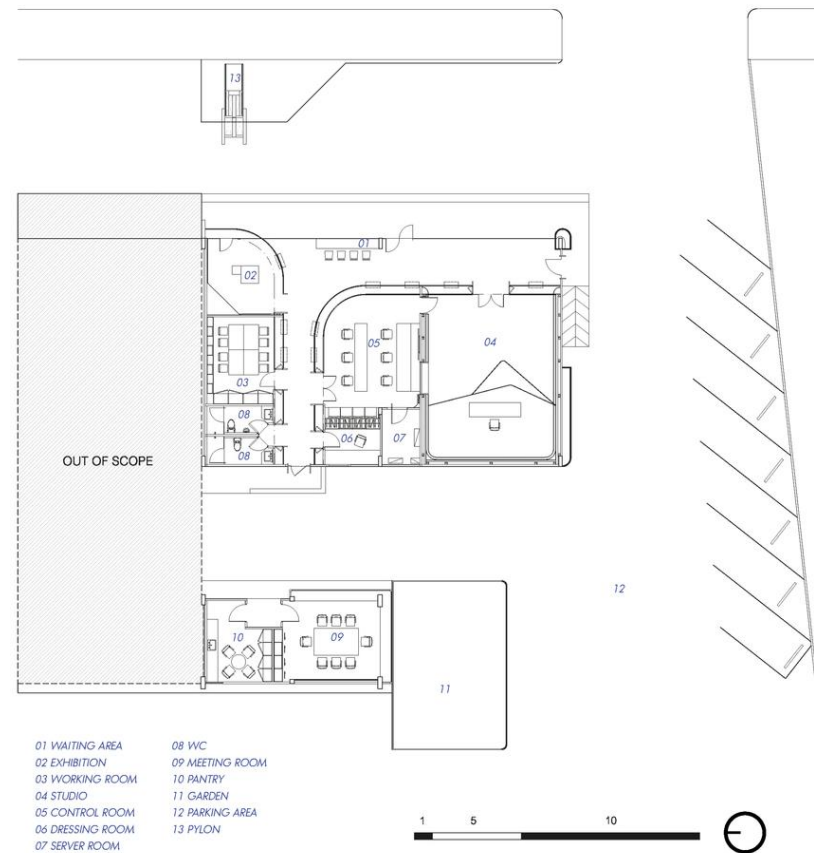 13
01
02
05
04
03
08
06
07
08
OUT OF SCOPE
12
10
09
11
01 WAITING AREA
02 EXHIBITION
03 WORKING ROOM
04 STUDIO
05 CONTROL ROOM
06 DRESSING ROOM
07 SERVER ROOM
08 WC
09 MEETING ROOM
10 PANTRY
11 GARDEN
12 PARKING AREA
13 PYLON
1 5 10